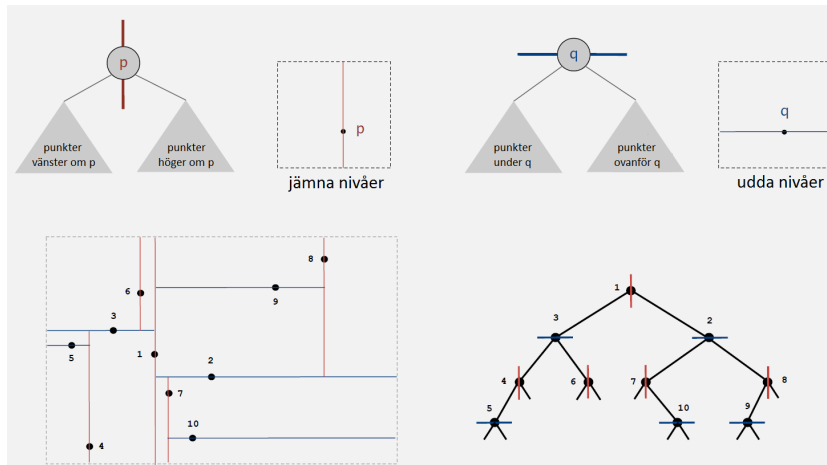 p
punkter
vänster om p
punkter
höger om p
p
jämna nivåer
q
punkter
under q
punkter
ovanför q
q
udda nivåer
8
6
9
3
1
5
2
7
10
4
1
3
2
4
6
7
8
5
10
9